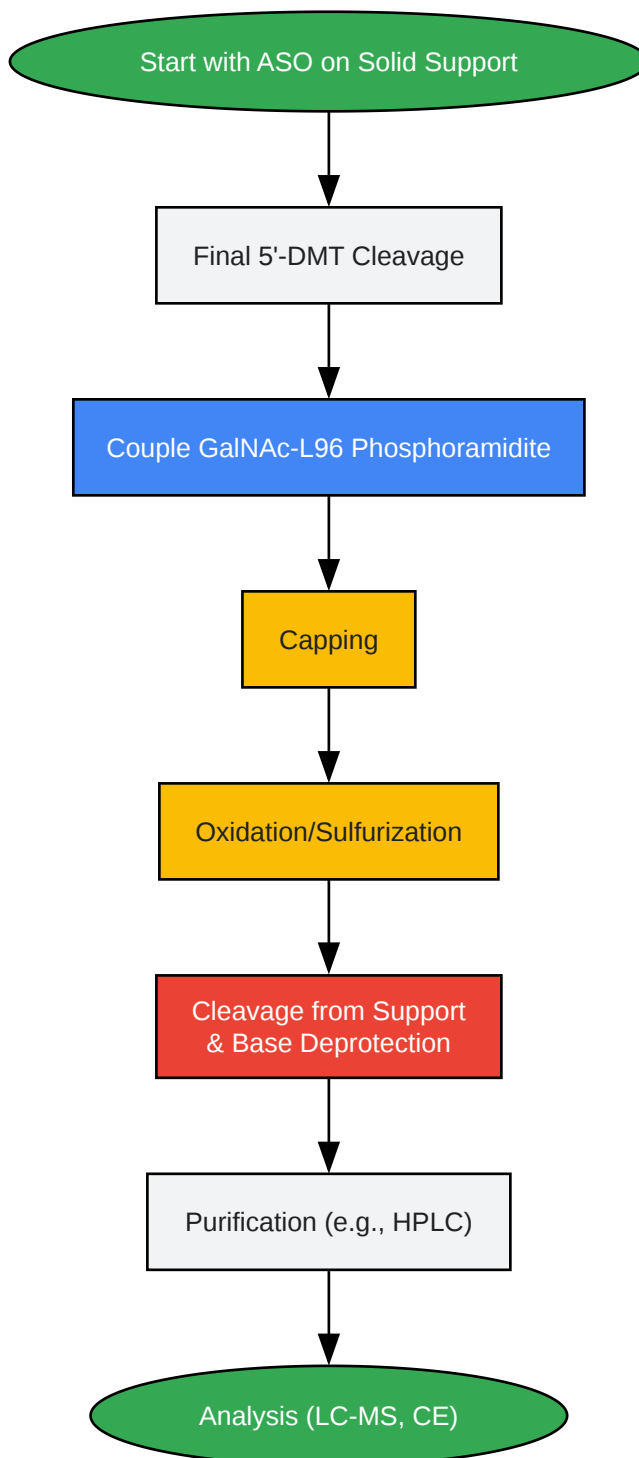 Start with ASO on Solid Support
Final 5'-DMT Cleavage
Couple GalNAc-L96 Phosphoramidite
Capping
Oxidation/Sulfurization
Cleavage from Support
& Base Deprotection
Purification (e.g., HPLC)
Analysis (LC-MS, CE)